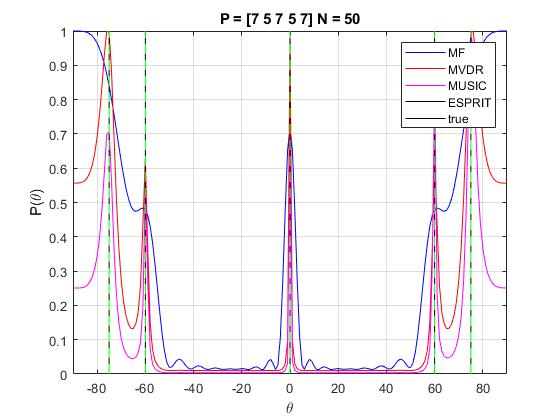 P = [7 5 7 5 7] N = 50
P(θ)
1
0.9
0.8
0.7
0.6
0.5
0.4
0.3
0.2
0.1
0
MF
MVDR
MUSIC
ESPRIT
true
-80 -60 -40 -20 0 20 40 60 80
θ